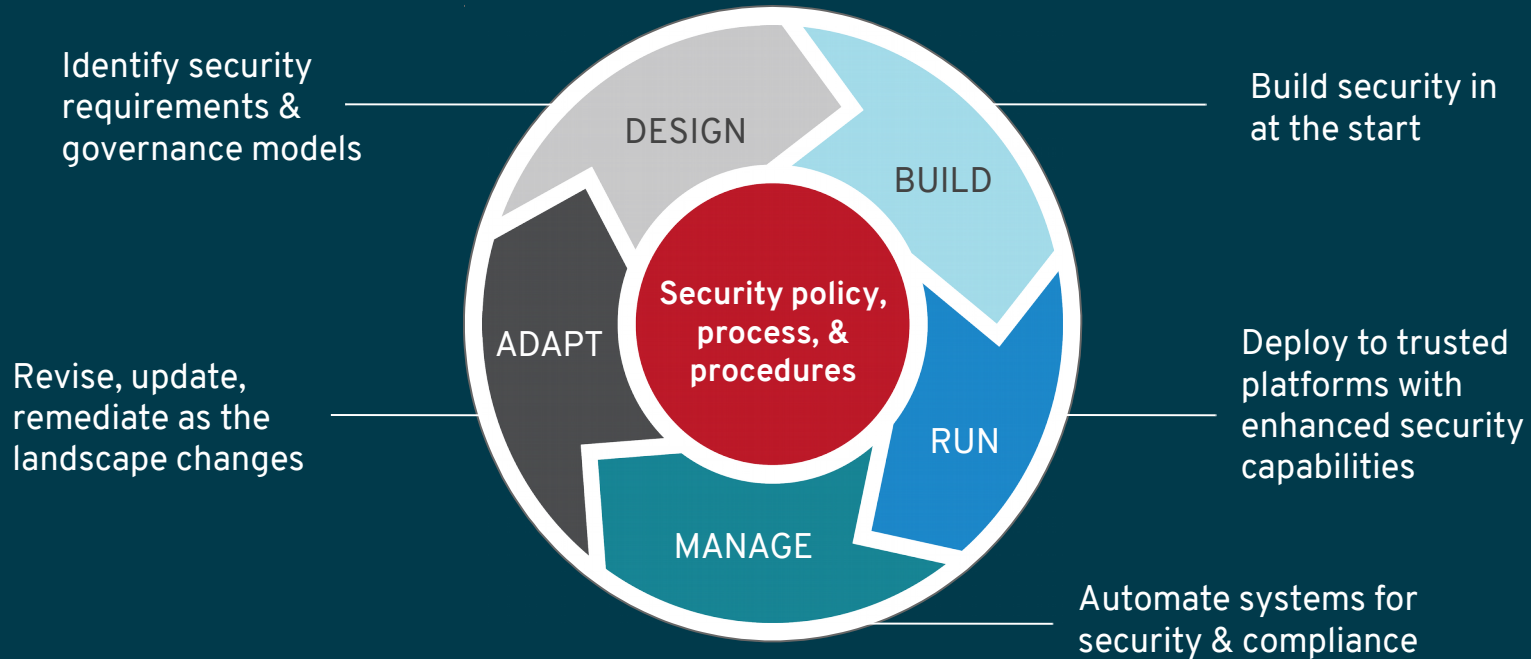 Identify security
requirements &
governance models
DESIGN
BUILD
Build security in
at the start
Security policy,
process, &
procedures
ADAPT
Revise, update,
remediate as the
landscape changes
RUN
Deploy to trusted
platforms with
enhanced security
capabilities
MANAGE
Automate systems for
security & compliance